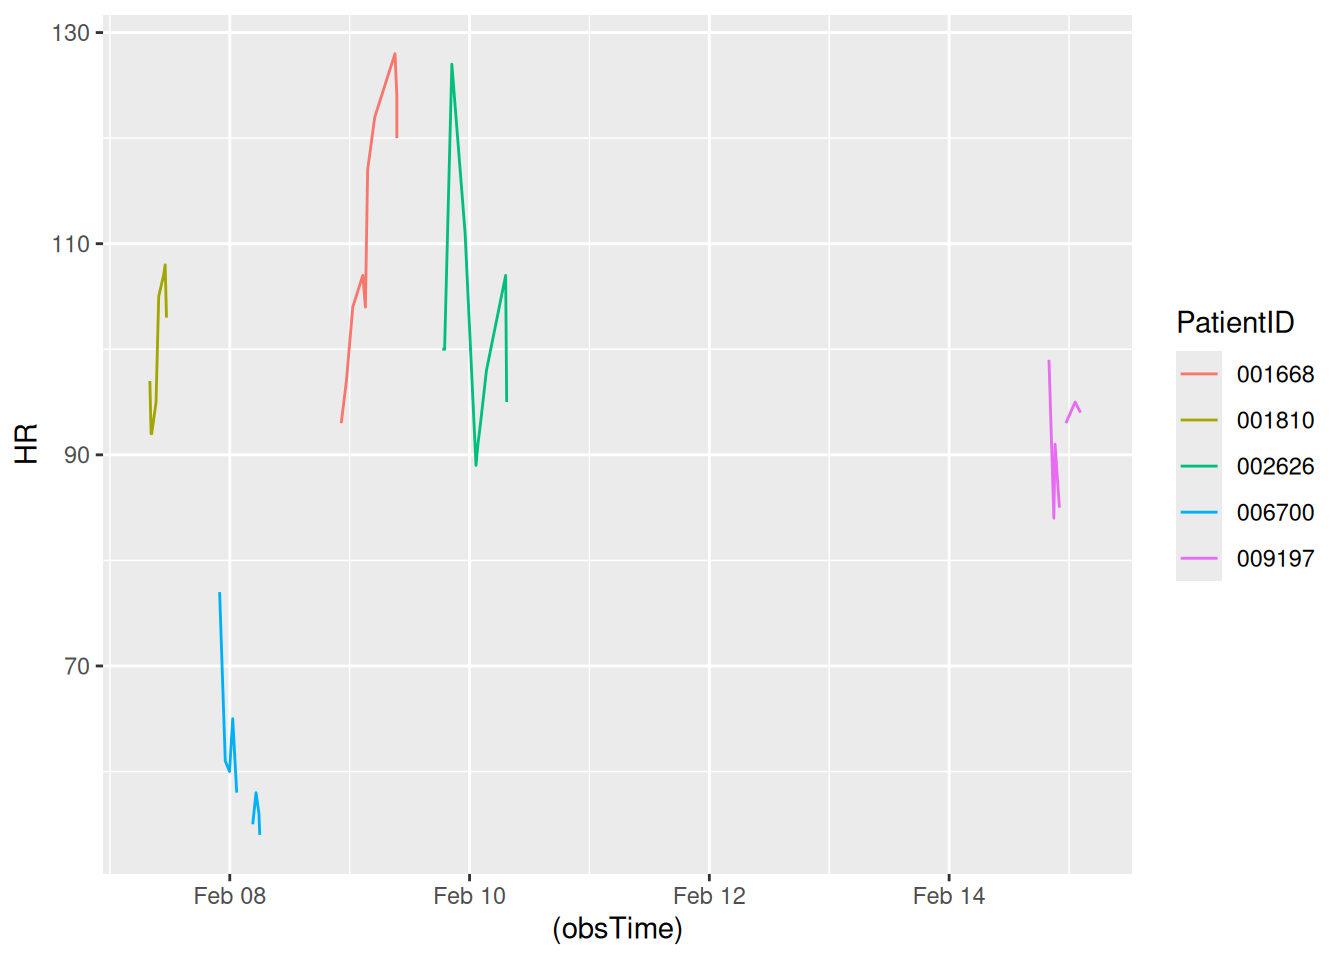 130
110
90
70
HR
Feb 08
Feb 10
Feb 12
Feb 14
(obsTime)
PatientID
001668
001810
002626
006700
009197